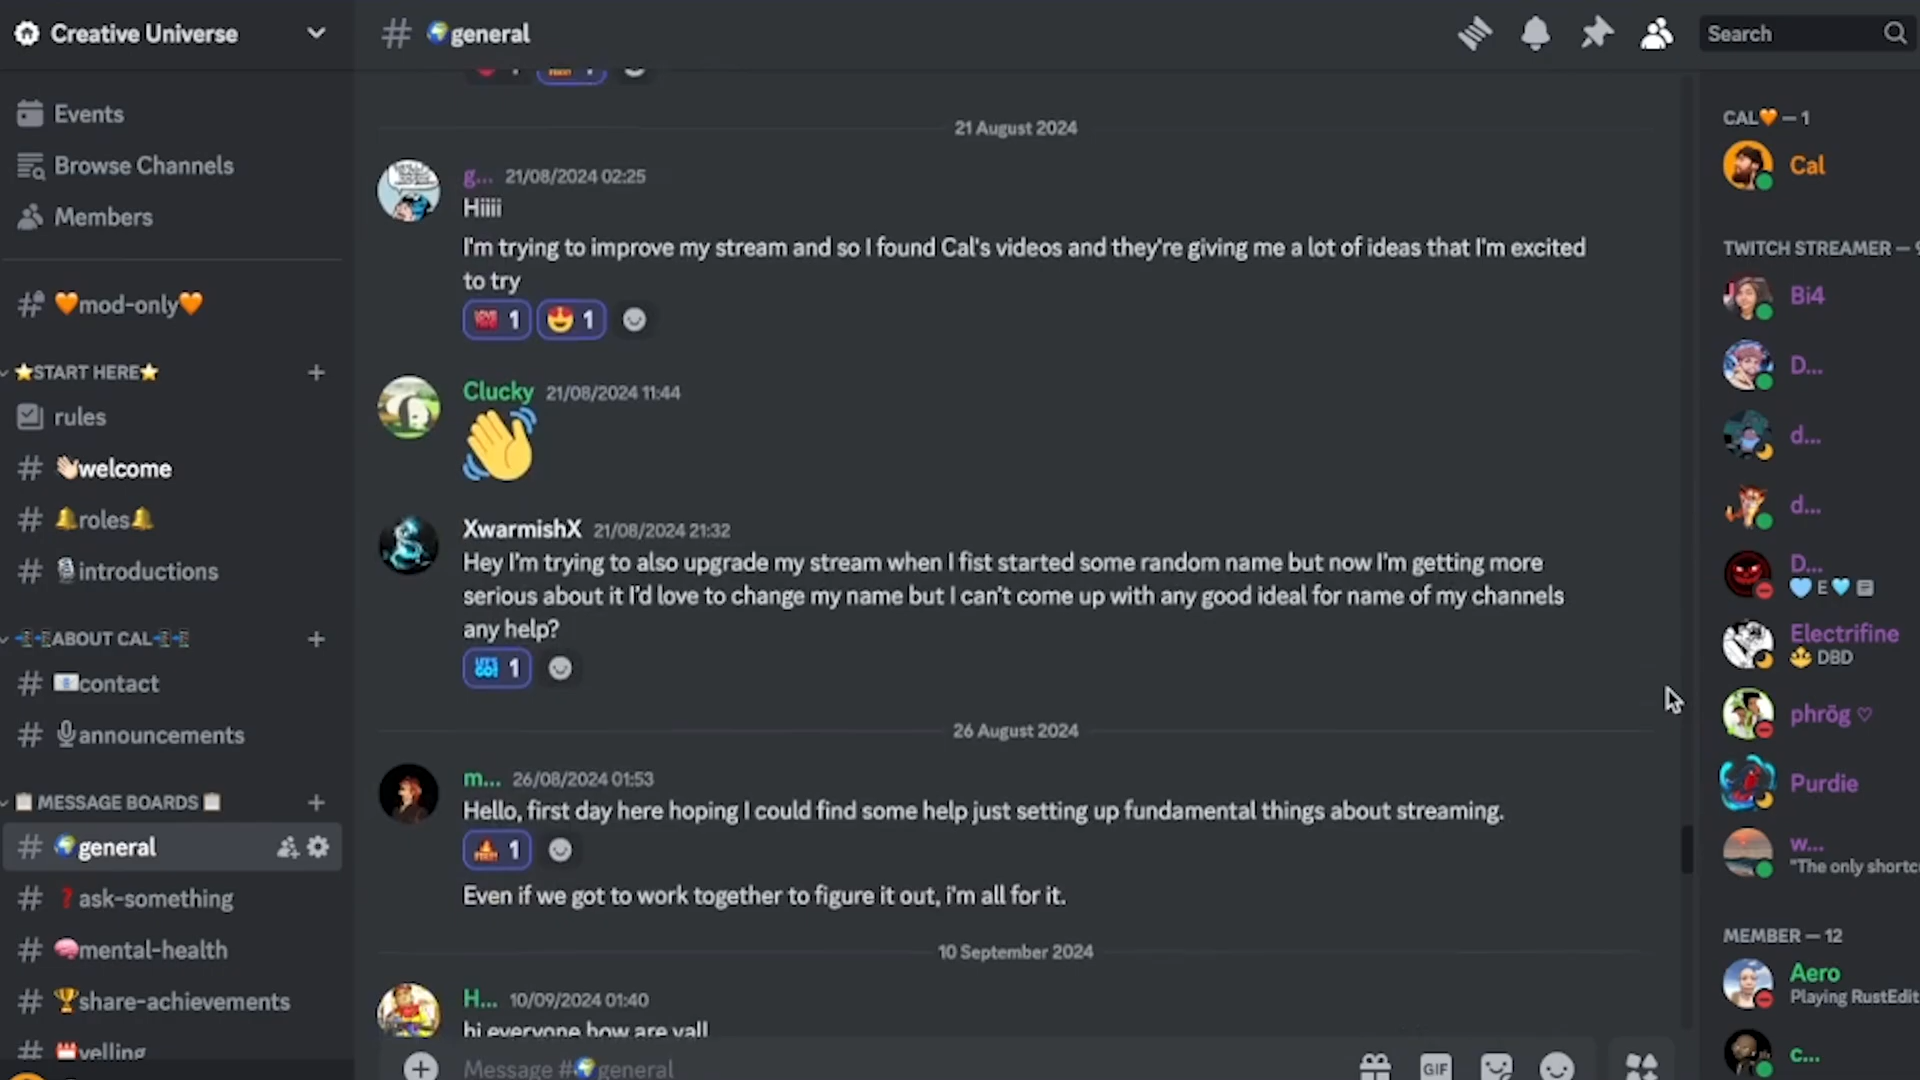 Creative Universe
Events
Browse Channels
Members
🧡mod-only🧡
⭐START HERE⭐
rules
👋🏻welcome
🔔roles🔔
🎙introductions
📲ABOUT CAL📲
📧contact
🎙announcements
📋MESSAGE BOARDS📋
🌍general
❓ask-something
🧠mental-health
🏆share-achievements
yelling
# 🌍general
Search
1 1
21 August 2024
g... 21/08/2024 02:25
Hiiii
I'm trying to improve my stream and so I found Cal's videos and they're giving me a lot of ideas that I'm excited
to try
LOVE 1 😍 1
Clucky 21/08/2024 11:44
👋
XwarmishX 21/08/2024 21:32
Hey I'm trying to also upgrade my stream when I fist started some random name but now I'm getting more
serious about it I'd love to change my name but I can't come up with any good ideal for name of my channels
any help?
LET'S GO! 1
26 August 2024
m... 26/08/2024 01:53
Hello, first day here hoping I could find some help just setting up fundamental things about streaming.
1
Even if we got to work together to figure it out, i'm all for it.
10 September 2024
H... 10/09/2024 01:40
hi everyone how are yall
Message #🌍general
GIF
CAL🧡 — 1
Cal
TWITCH STREAMER — 9
Bi4
D...
d...
d...
D...
🩵 E 🩵
Electrifine
DBD
phrōg ♡
Purdie
w...
"The only shortc
MEMBER — 12
Aero
Playing RustEdit
c...